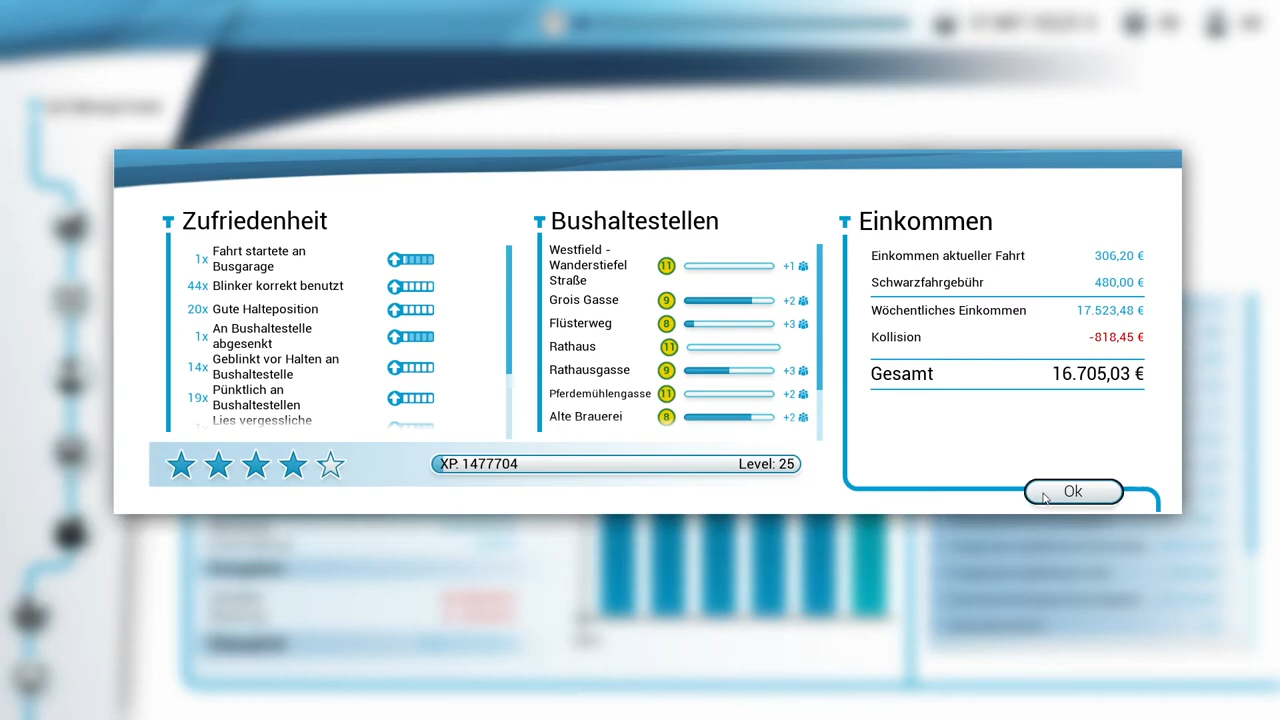 Zufriedenheit
1x Fahrt startete an
Busgarage
44x Blinker korrekt benutzt
20x Gute Halteposition
1x An Bushaltestelle
abgesenkt
14x Geblinkt vor Halten an
Bushaltestelle
19x Pünktlich an
Bushaltestellen
1x Lies vergessliche
Bushaltestellen
Westfield -
Wanderstiefel 11 +1
Straße
Grois Gasse 9 +2
Flüsterweg 8 +3
Rathaus 11
Rathausgasse 9 +3
Pferdemühlengasse 11 +2
Alte Brauerei 8 +2
Einkommen
Einkommen aktueller Fahrt 306,20 €
Schwarzfahrgebühr 480,00 €
Wöchentliches Einkommen 17.523,48 €
Kollision -818,45 €
Gesamt 16.705,03 €
XP: 1477704 Level: 25
Ok